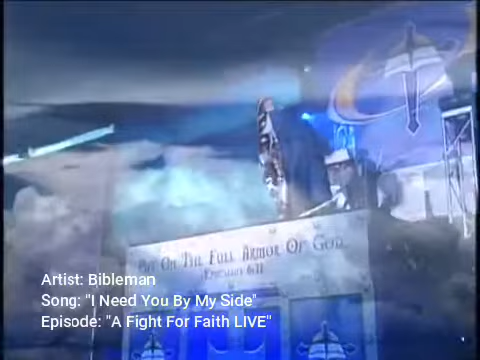 Put On The Full Armor Of God
Ephesians 6:11
Artist: Bibleman
Song: "I Need You By My Side"
Episode: "A Fight For Faith LIVE"